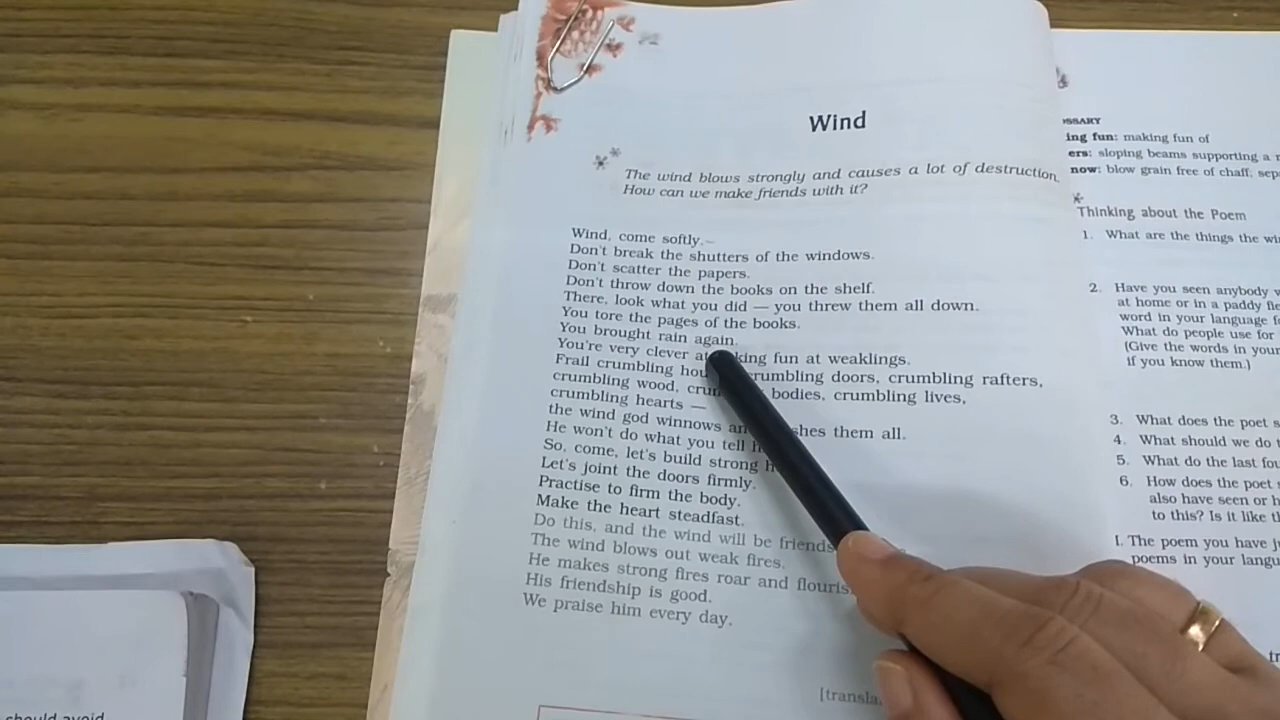 Wind
The wind blows strongly and causes a lot of destruction.
How can we make friends with it?
Wind, come softly.
Don't break the shutters of the windows.
Don't scatter the papers.
Don't throw down the books on the shelf.
There, look what you did — you threw them all down.
You tore the pages of the books.
You brought rain again.
You're very clever at king fun at weaklings.
Frail crumbling hou rumbling doors, crumbling rafters,
crumbling wood, crum bodies, crumbling lives,
crumbling hearts —
the wind god winnows an shes them all.
He won't do what you tell h
So, come, let's build strong h
Let's joint the doors firmly.
Practise to firm the body.
Make the heart steadfast.
Do this, and the wind will be friends
The wind blows out weak fires.
He makes strong fires roar and flouris
His friendship is good.
We praise him every day.
[transla
SSARY
ing fun: making fun of
ers: sloping beams supporting a r
now: blow grain free of chaff; sep
Thinking about the Poem
1. What are the things the wi
2. Have you seen anybody w
at home or in a paddy fie
word in your language fo
What do people use for
(Give the words in your
if you know them.)
3. What does the poet s
4. What should we do t
5. What do the last fou
6. How does the poet s
also have seen or h
to this? Is it like th
I. The poem you have ju
poems in your langu
tr
should avoid